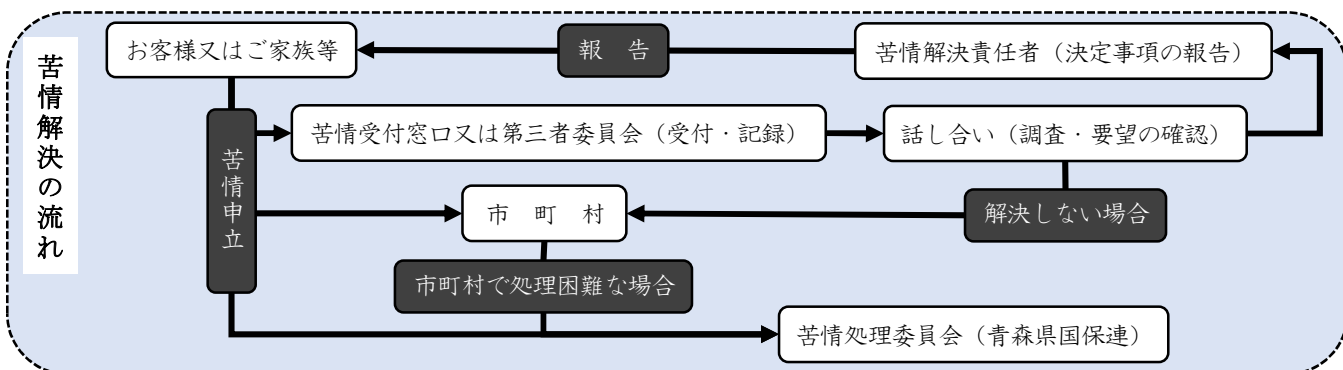 苦情解決の流れ
お客様又はご家族等
報　告
苦情解決責任者（決定事項の報告）
苦情申立
苦情受付窓口又は第三者委員会（受付・記録）
話し合い（調査・要望の確認）
市　町　村
解決しない場合
市町村で処理困難な場合
苦情処理委員会（青森県国保連）